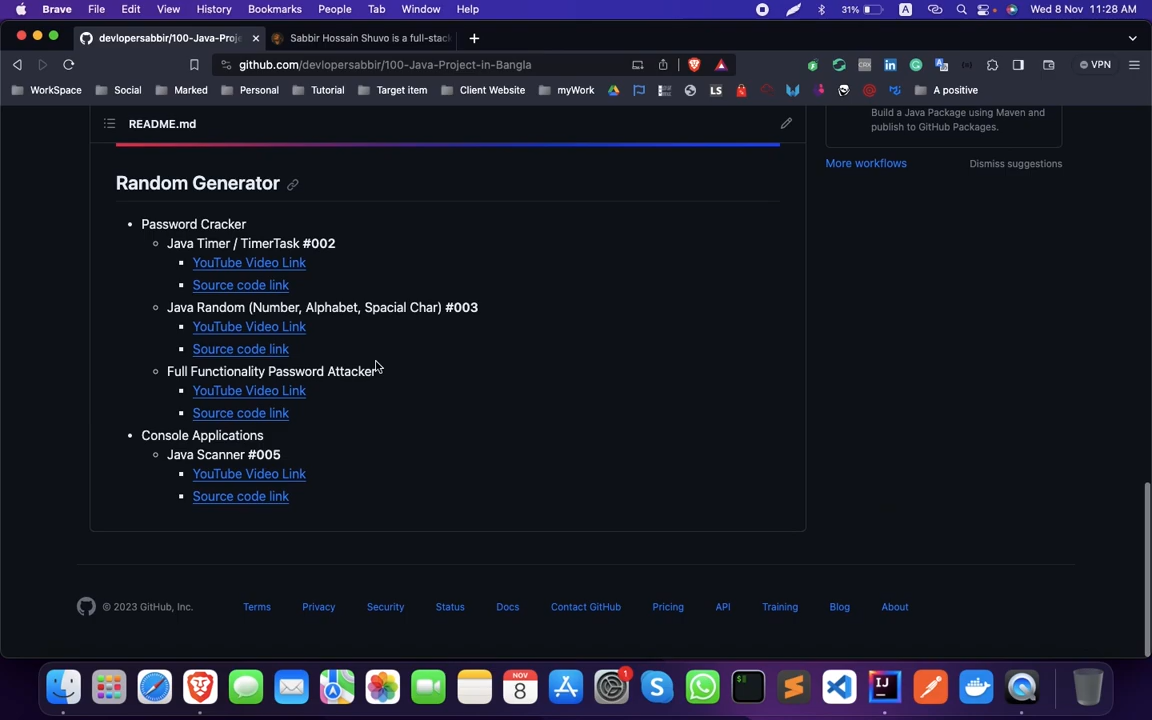 Brave File Edit View History Bookmarks People Tab Window Help 31% A Wed 8 Nov 11:28 AM
devlopersabbir/100-Java-Proje Sabbir Hossain Shuvo is a full-stack
github.com/devlopersabbir/100-Java-Project-in-Bangla VPN
WorkSpace Social Marked Personal Tutorial Target item Client Website myWork LS A positive
README.md
Build a Java Package using Maven and
publish to GitHub Packages.
More workflows Dismiss suggestions
Random Generator
Password Cracker
Java Timer / TimerTask #002
YouTube Video Link
Source code link
Java Random (Number, Alphabet, Spacial Char) #003
YouTube Video Link
Source code link
Full Functionality Password Attacker
YouTube Video Link
Source code link
Console Applications
Java Scanner #005
YouTube Video Link
Source code link
© 2023 GitHub, Inc. Terms Privacy Security Status Docs Contact GitHub Pricing API Training Blog About
NOV
8
1
IJ